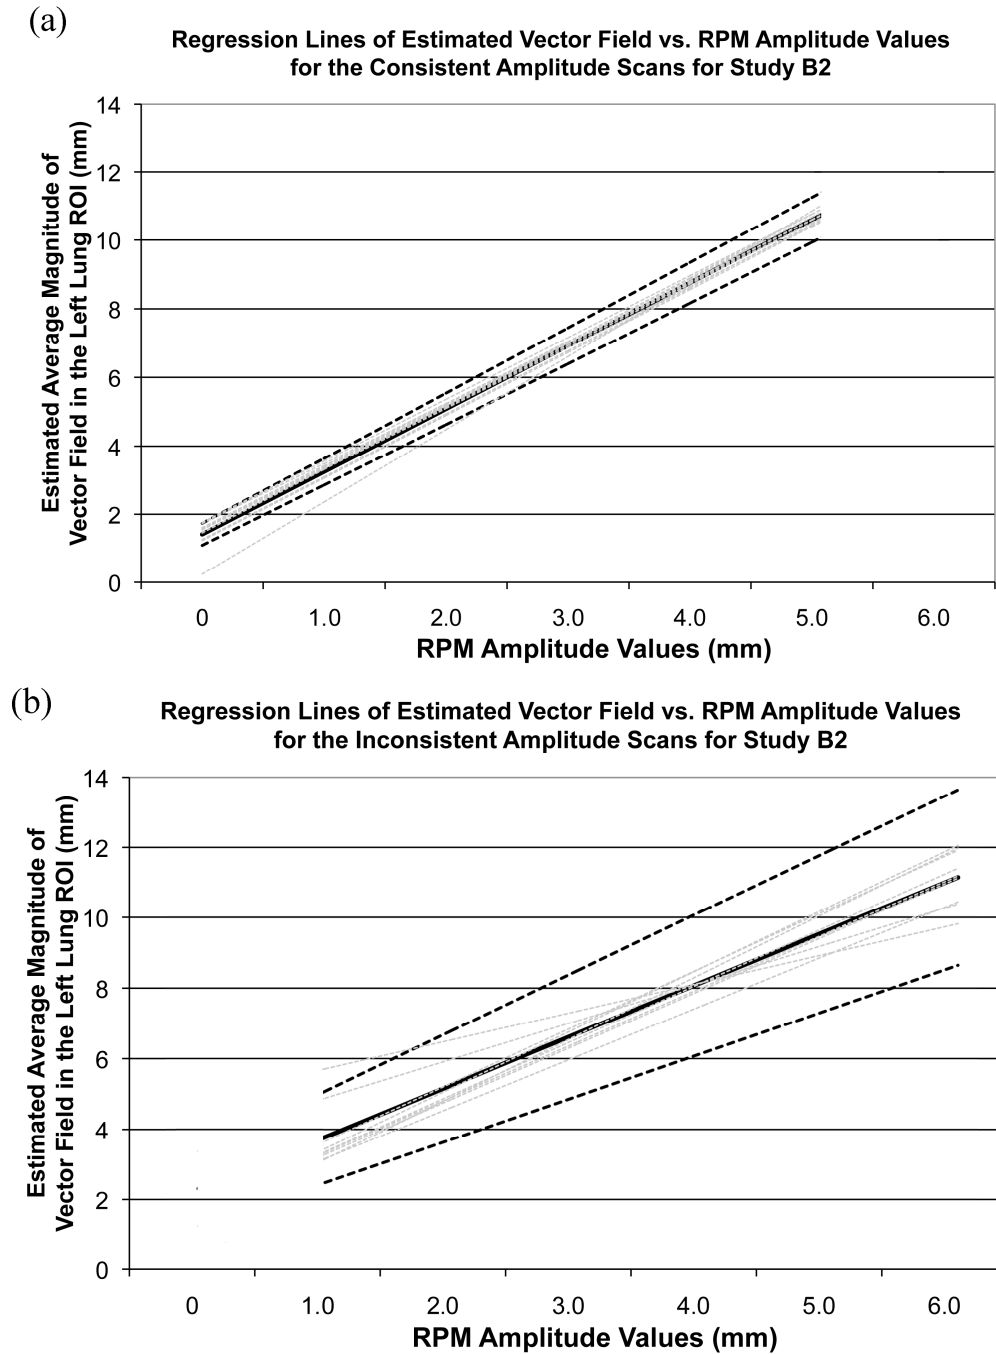 (a)
Regression Lines of Estimated Vector Field vs. RPM Amplitude Values
for the Consistent Amplitude Scans for Study B2
Estimated Average Magnitude of
Vector Field in the Left Lung ROI (mm)
14
12
10
8
6
4
2
0
0 1.0 2.0 3.0 4.0 5.0 6.0
RPM Amplitude Values (mm)
(b)
Regression Lines of Estimated Vector Field vs. RPM Amplitude Values
for the Inconsistent Amplitude Scans for Study B2
Estimated Average Magnitude of
Vector Field in the Left Lung ROI (mm)
14
12
10
8
6
4
2
0
0 1.0 2.0 3.0 4.0 5.0 6.0
RPM Amplitude Values (mm)